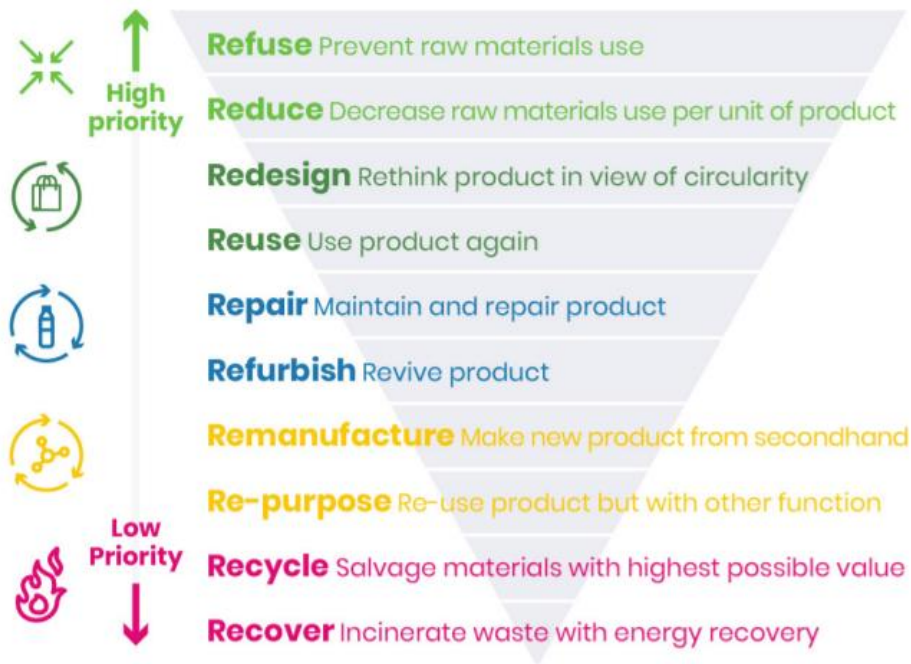 High
priority
Refuse Prevent raw materials use
Reduce Decrease raw materials use per unit of product
Redesign Rethink product in view of circularity
Reuse Use product again
Repair Maintain and repair product
Refurbish Revive product
Remanufacture Make new product from secondhand
Re-purpose Re-use product but with other function
Low
Priority
Recycle Salvage materials with highest possible value
Recover Incinerate waste with energy recovery